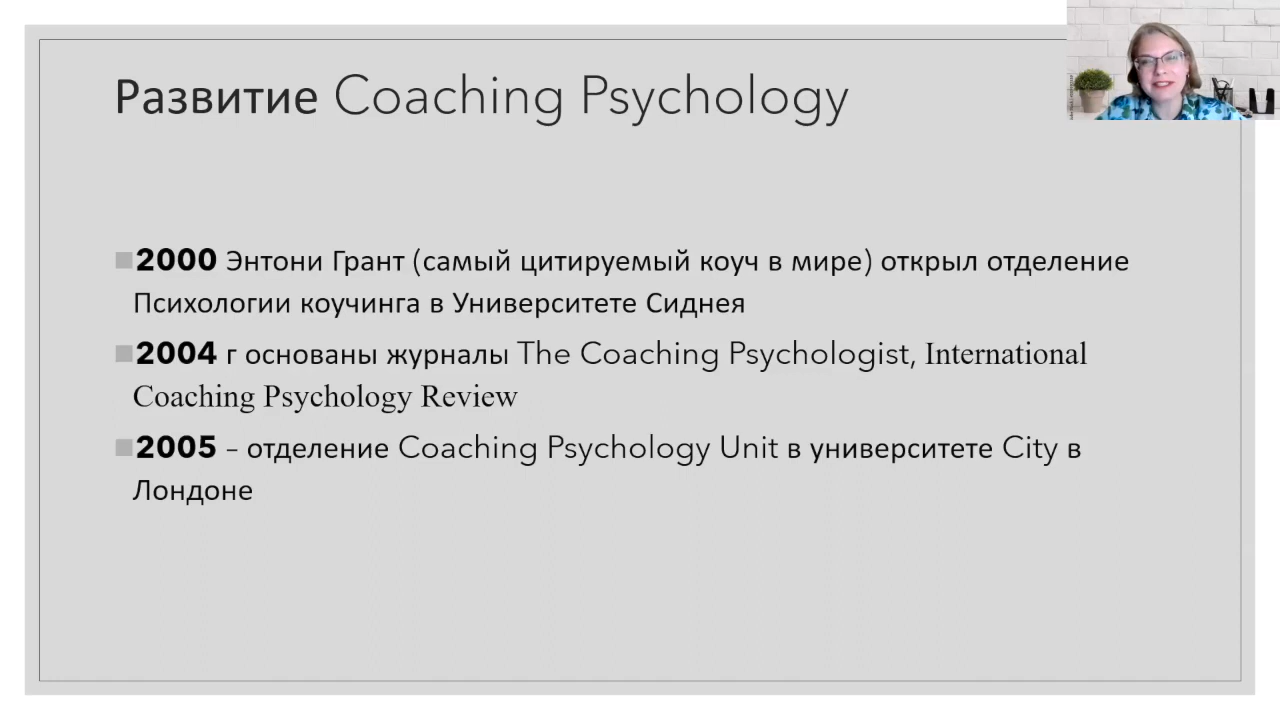 Развитие Coaching Psychology
2000 Энтони Грант (самый цитируемый коуч в мире) открыл отделение
Психологии коучинга в Университете Сиднея
2004 г основаны журналы The Coaching Psychologist, International
Coaching Psychology Review
2005 – отделение Coaching Psychology Unit в университете City в
Лондоне